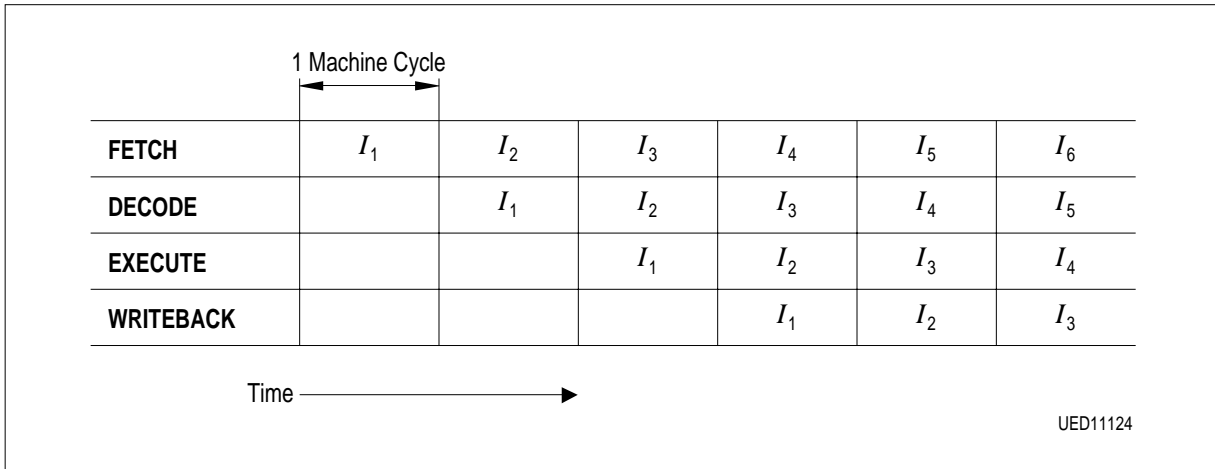 1 Machine Cycle
FETCH I1 I2 I3 I4 I5 I6
DECODE I1 I2 I3 I4 I5
EXECUTE I1 I2 I3 I4
WRITEBACK I1 I2 I3
Time
UED11124